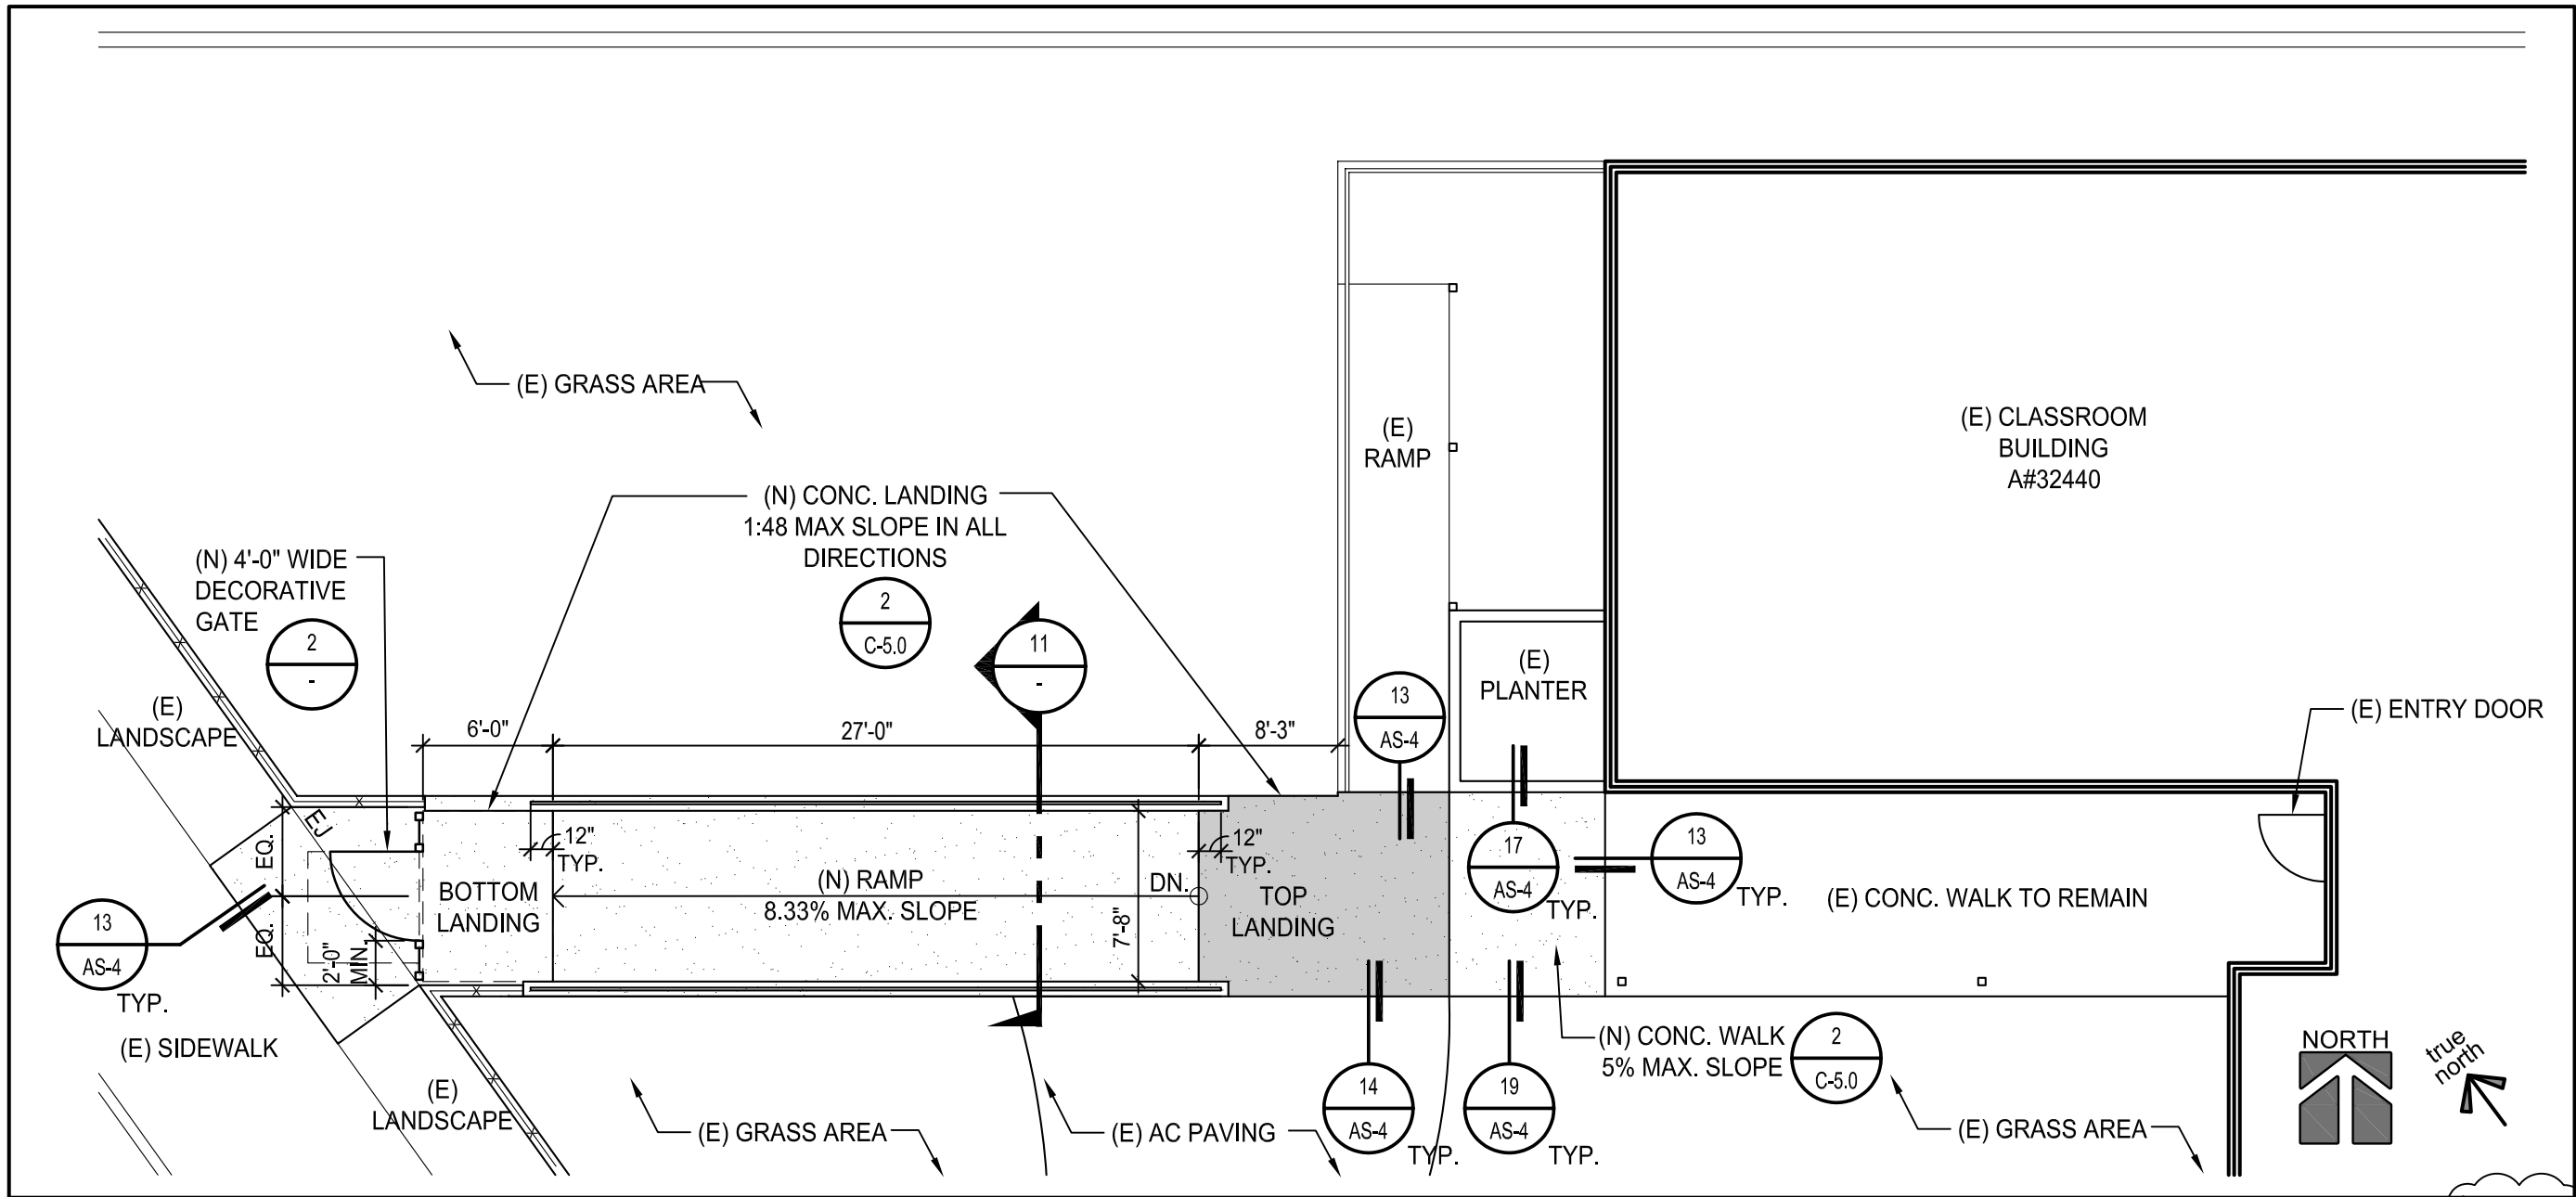 (E) GRASS AREA
(E)
RAMP
(E) CLASSROOM
BUILDING
A#32440
(N) CONC. LANDING
1:48 MAX SLOPE IN ALL
DIRECTIONS
2
C-5.0
(N) 4'-0" WIDE
DECORATIVE
GATE
2
-
11
-
(E)
LANDSCAPE
(E)
PLANTER
13
AS-4
(E) ENTRY DOOR
6'-0"
27'-0"
8'-3"
EJ
EQ.
EQ.
2'-0"
MIN.
12"
TYP.
BOTTOM
LANDING
(N) RAMP
8.33% MAX. SLOPE
7'-8"
DN.
12"
TYP.
TOP
LANDING
17
AS-4
TYP.
13
AS-4
TYP.
(E) CONC. WALK TO REMAIN
13
AS-4
TYP.
(E) SIDEWALK
(E)
LANDSCAPE
(E) GRASS AREA
(E) AC PAVING
14
AS-4
TYP.
19
AS-4
TYP.
(N) CONC. WALK
5% MAX. SLOPE
2
C-5.0
(E) GRASS AREA
NORTH
true
north